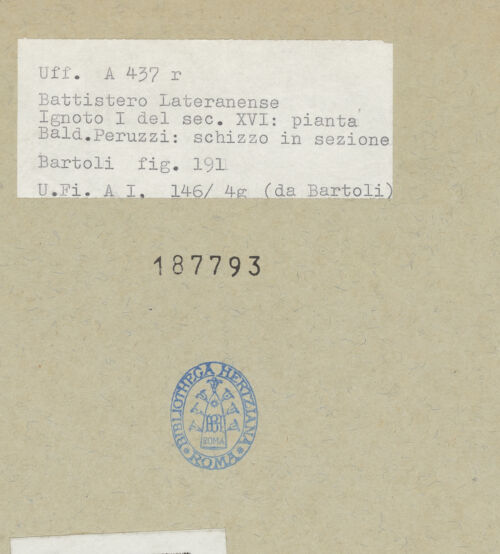 Uff. A 437 r
Battistero Lateranense
Ignoto I del sec. XVI: pianta
Bald.Peruzzi: schizzo in sezione
Bartoli fig. 191
U.Fi. A I, 146/ 4g (da Bartoli)
187793
BIBLIOTHECA HERTZIANA
ROMA
ROMA